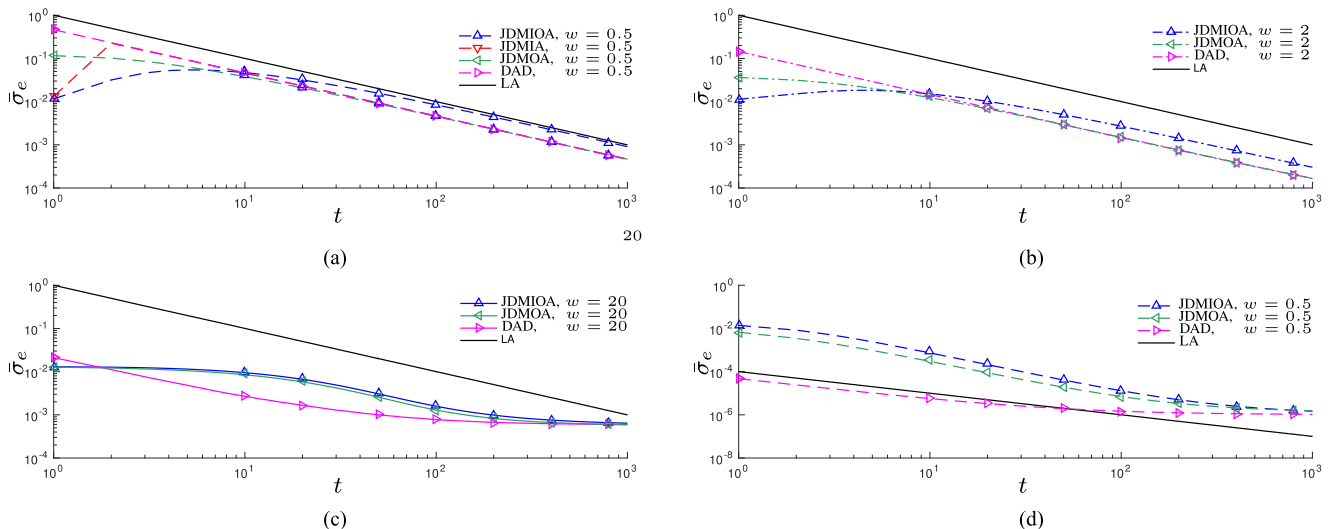 10^0
10^-1
10^-2
10^-3
10^-4
σ̄_e
10^0
10^1
10^2
10^3
t
JDMIOA, w = 0.5
JDMIA, w = 0.5
JDMOA, w = 0.5
DAD, w = 0.5
LA
(a)
20
10^0
10^-1
10^-2
10^-3
10^-4
σ̄_e
10^0
10^1
10^2
10^3
t
JDMIOA, w = 2
JDMOA, w = 2
DAD, w = 2
LA
(b)
10^0
10^-1
10^-2
10^-3
10^-4
σ̄_e
10^0
10^1
10^2
10^3
t
JDMIOA, w = 20
JDMOA, w = 20
DAD, w = 20
LA
(c)
10^0
10^-2
10^-4
10^-6
10^-8
σ̄_e
10^0
10^1
10^2
10^3
t
JDMIOA, w = 0.5
JDMOA, w = 0.5
DAD, w = 0.5
LA
(d)